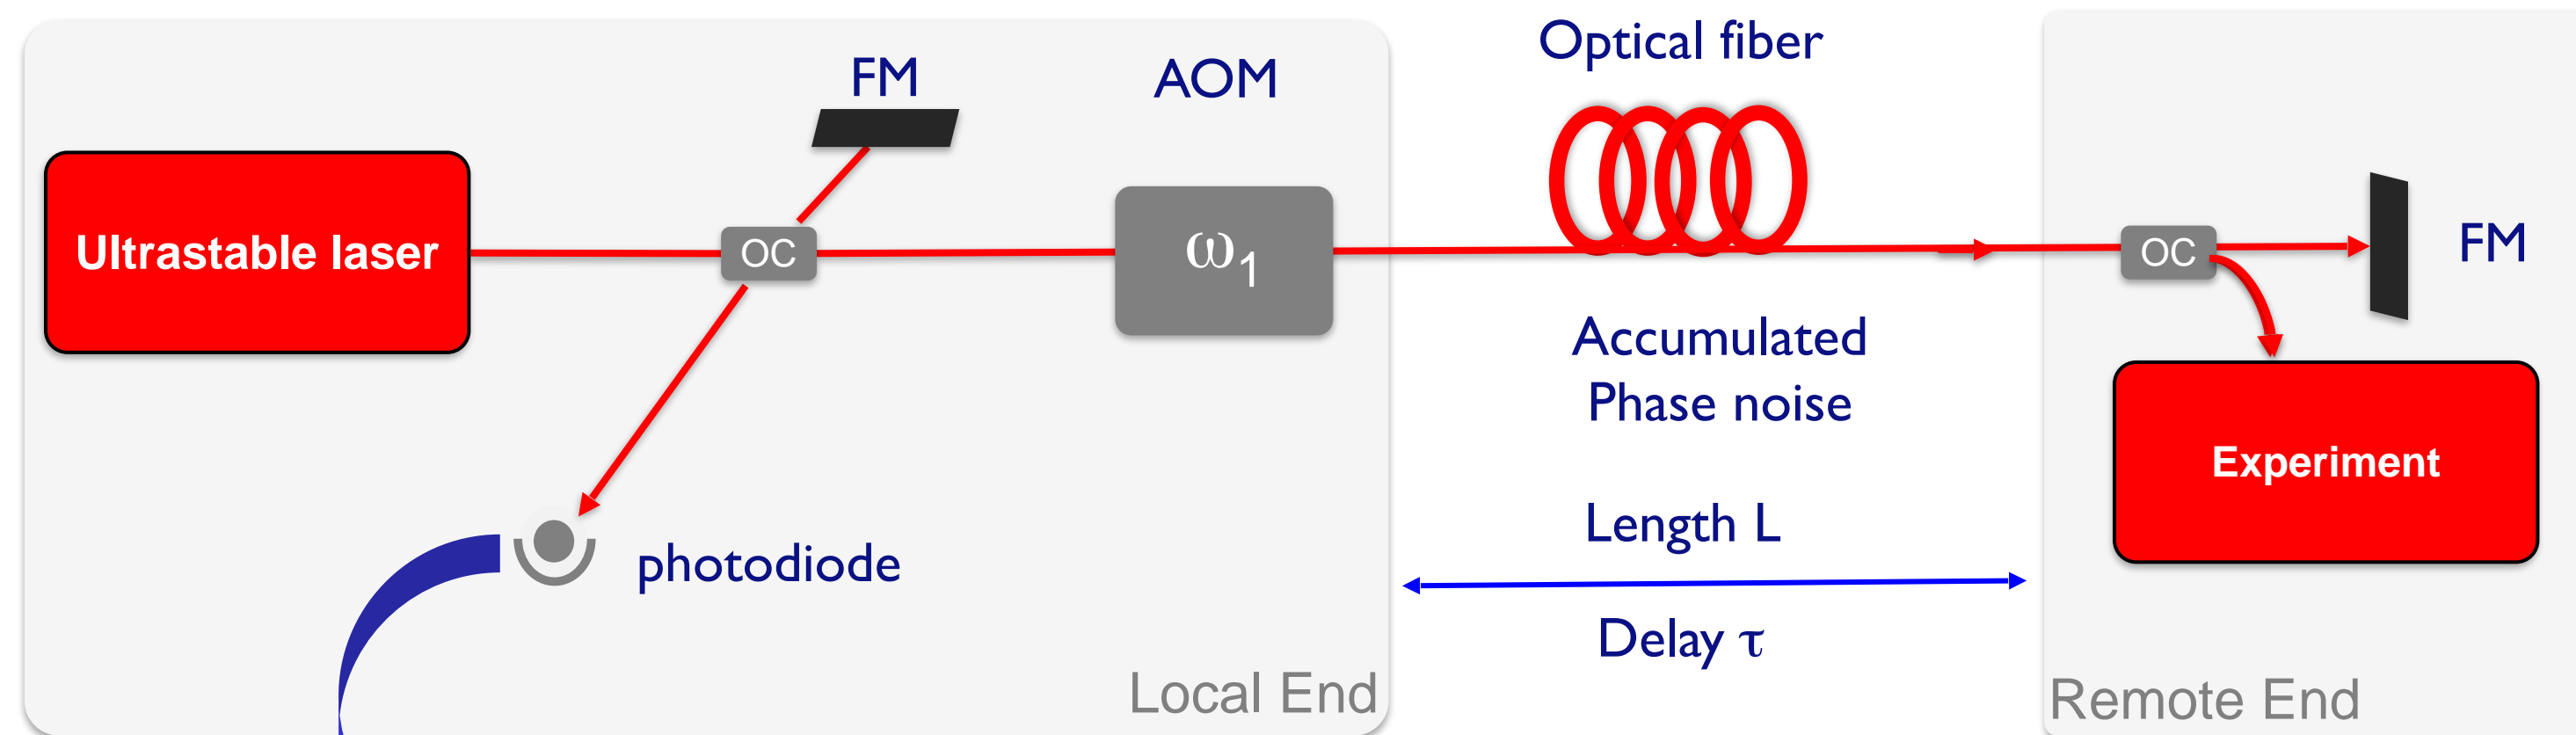 Optical fiber
FM
AOM
Ultrastable laser
OC
ω1
OC
FM
Accumulated
Phase noise
Experiment
Length L
photodiode
Delay τ
Local End
Remote End